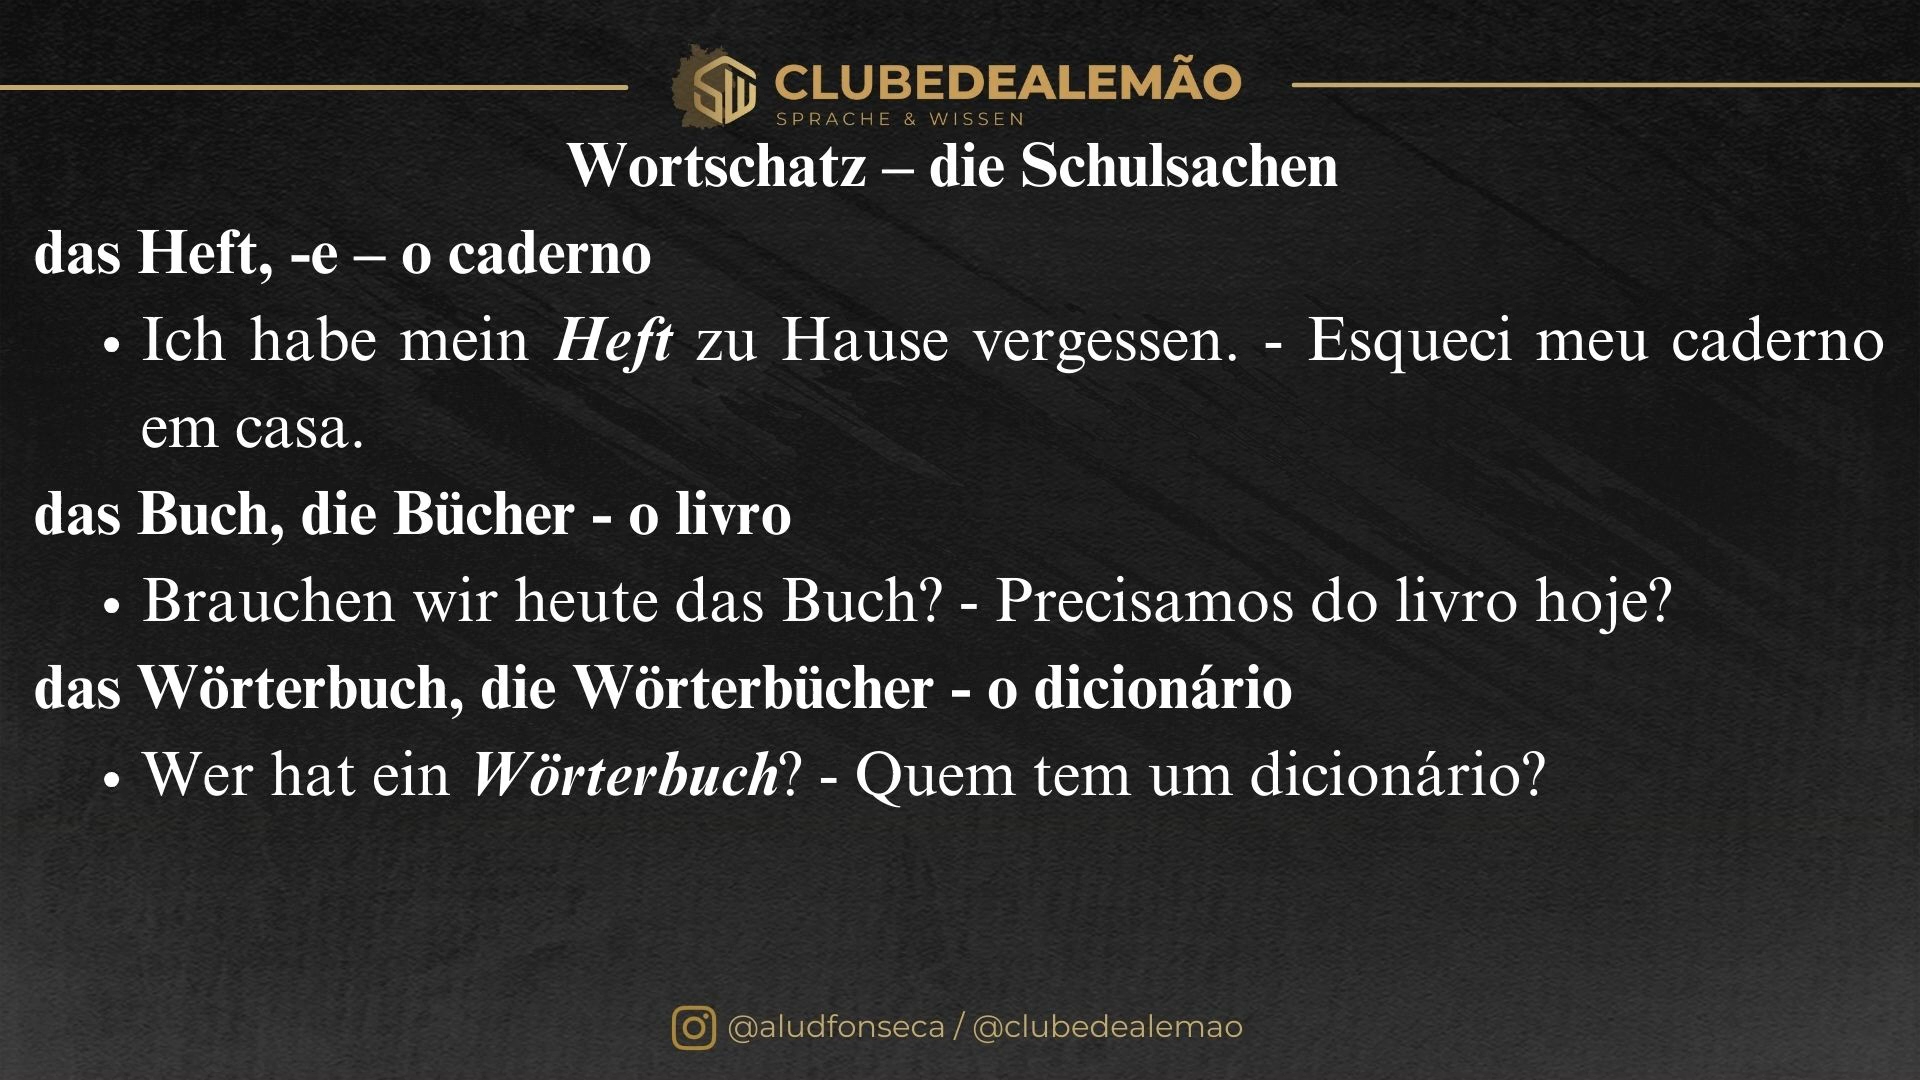 CLUBEDEALEMÃO
SPRACHE & WISSEN
Wortschatz – die Schulsachen
das Heft, -e – o caderno
• Ich habe mein Heft zu Hause vergessen. - Esqueci meu caderno
em casa.
das Buch, die Bücher - o livro
• Brauchen wir heute das Buch? - Precisamos do livro hoje?
das Wörterbuch, die Wörterbücher - o dicionário
• Wer hat ein Wörterbuch? - Quem tem um dicionário?
@aludfonseca / @clubedealemao